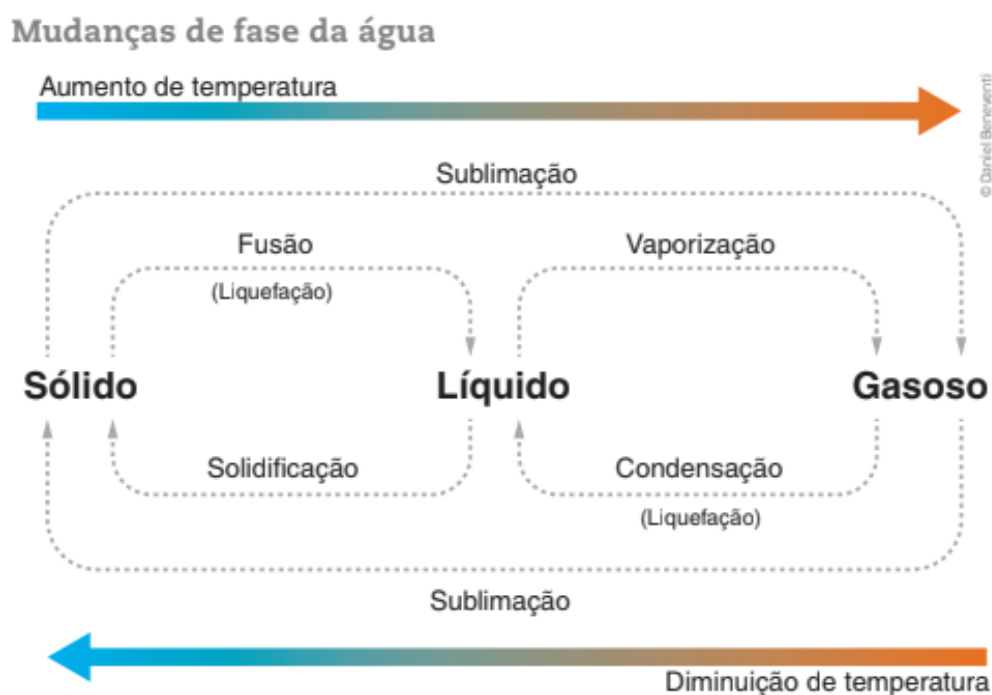 Mudanças de fase da água
Aumento de temperatura
© Daniel Beneventi
Sublimação
Fusão
(Liquefação)
Vaporização
Sólido
Líquido
Gasoso
Solidificação
Condensação
(Liquefação)
Sublimação
Diminuição de temperatura